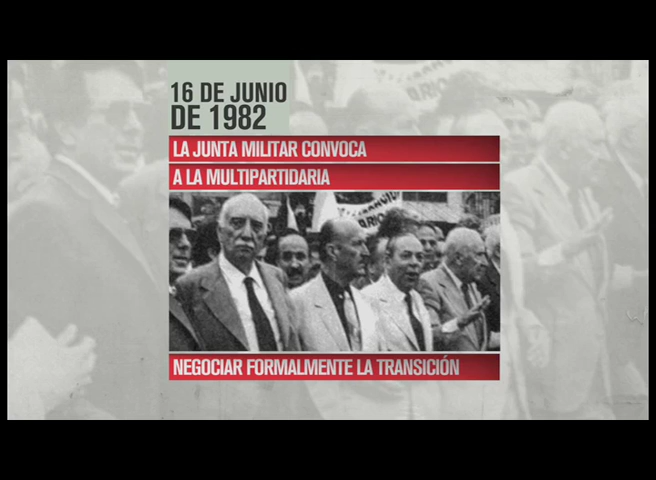 16 DE JUNIO
DE 1982
LA JUNTA MILITAR CONVOCA
A LA MULTIPARTIDARIA
NEGOCIAR FORMALMENTE LA TRANSICIÓN